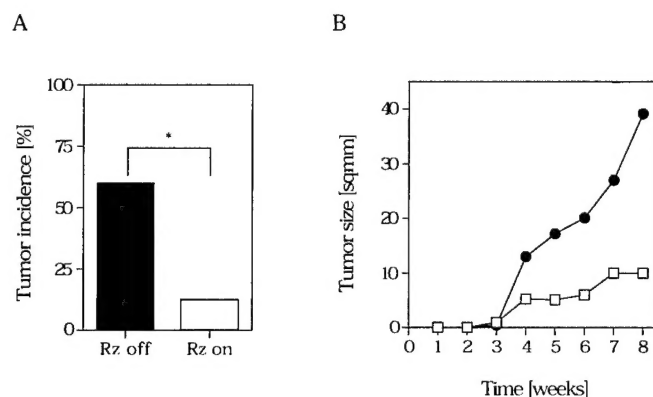 A
Tumor incidence [%]
100
75
50
25
0
*
Rz off
Rz on
B
Tumor size [sqmm]
40
30
20
10
0
0 1 2 3 4 5 6 7 8
Time [weeks]